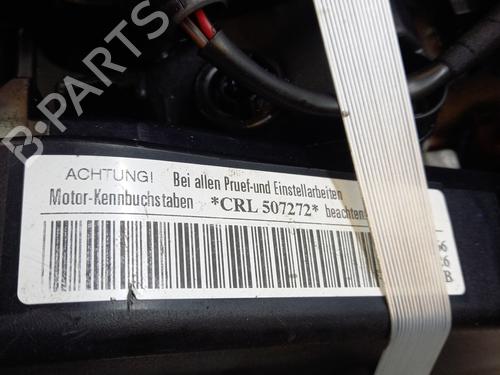 B-PARTS
ACHTUNG! Bei allen Pruef-und Einstellarbeiten
Motor-Kennbuchstaben *CRL 507272* beachten